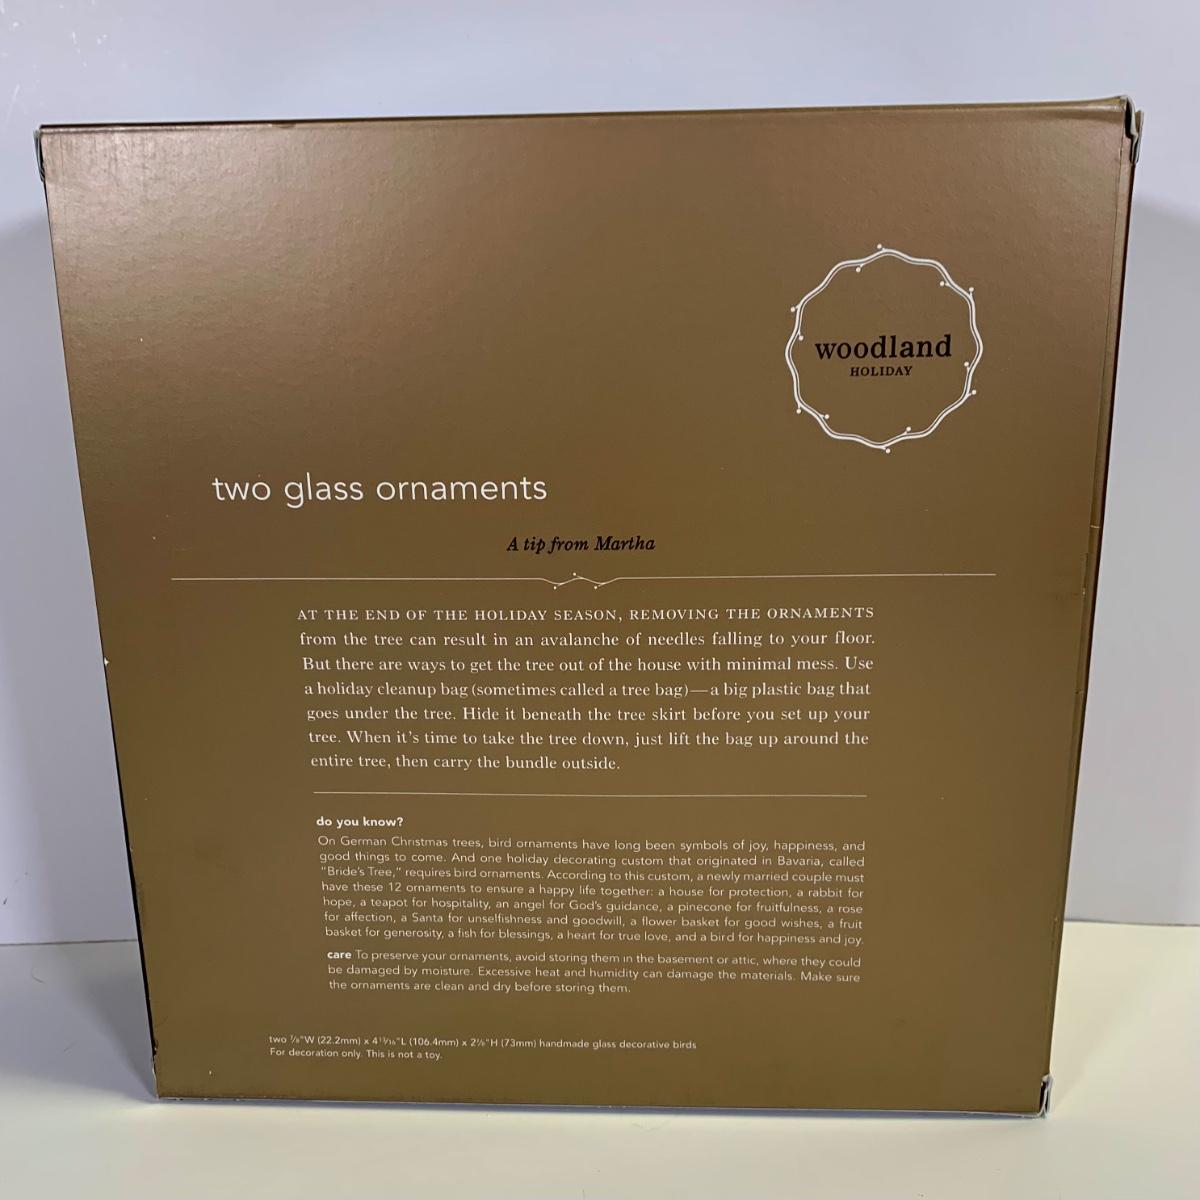 woodland
HOLIDAY
two glass ornaments
A tip from Martha
AT THE END OF THE HOLIDAY SEASON, REMOVING THE ORNAMENTS
from the tree can result in an avalanche of needles falling to your floor.
But there are ways to get the tree out of the house with minimal mess. Use
a holiday cleanup bag (sometimes called a tree bag)—a big plastic bag that
goes under the tree. Hide it beneath the tree skirt before you set up your
tree. When it's time to take the tree down, just lift the bag up around the
entire tree, then carry the bundle outside.
do you know?
On German Christmas trees, bird ornaments have long been symbols of joy, happiness, and
good things to come. And one holiday decorating custom that originated in Bavaria, called
"Bride's Tree," requires bird ornaments. According to this custom, a newly married couple must
have these 12 ornaments to ensure a happy life together: a house for protection, a rabbit for
hope, a teapot for hospitality, an angel for God's guidance, a pinecone for fruitfulness, a rose
for affection, a Santa for unselfishness and goodwill, a flower basket for good wishes, a fruit
basket for generosity, a fish for blessings, a heart for true love, and a bird for happiness and joy.
care To preserve your ornaments, avoid storing them in the basement or attic, where they could
be damaged by moisture. Excessive heat and humidity can damage the materials. Make sure
the ornaments are clean and dry before storing them.
two ⅞"W (22.2mm) x 4¹³⁄₁₆"L (106.4mm) x 2⅞"H (73mm) handmade glass decorative birds
For decoration only. This is not a toy.